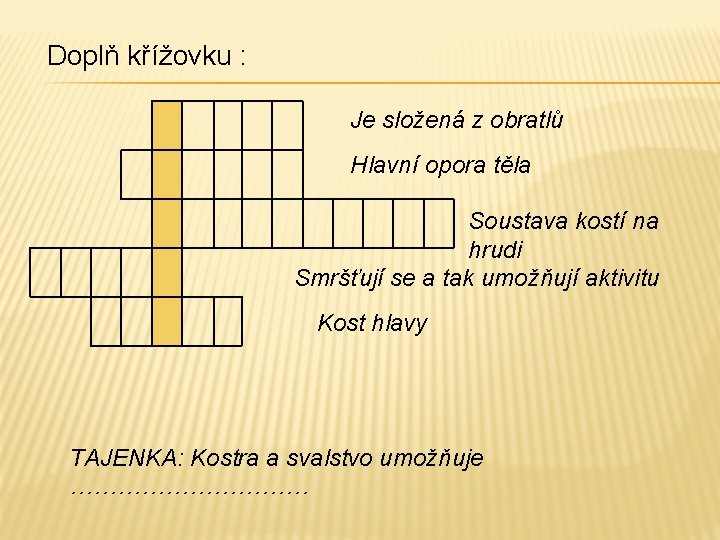 Doplň křížovku :
Je složená z obratlů
Hlavní opora těla
Soustava kostí na
hrudi
Smršťují se a tak umožňují aktivitu
Kost hlavy
TAJENKA: Kostra a svalstvo umožňuje
…………………………